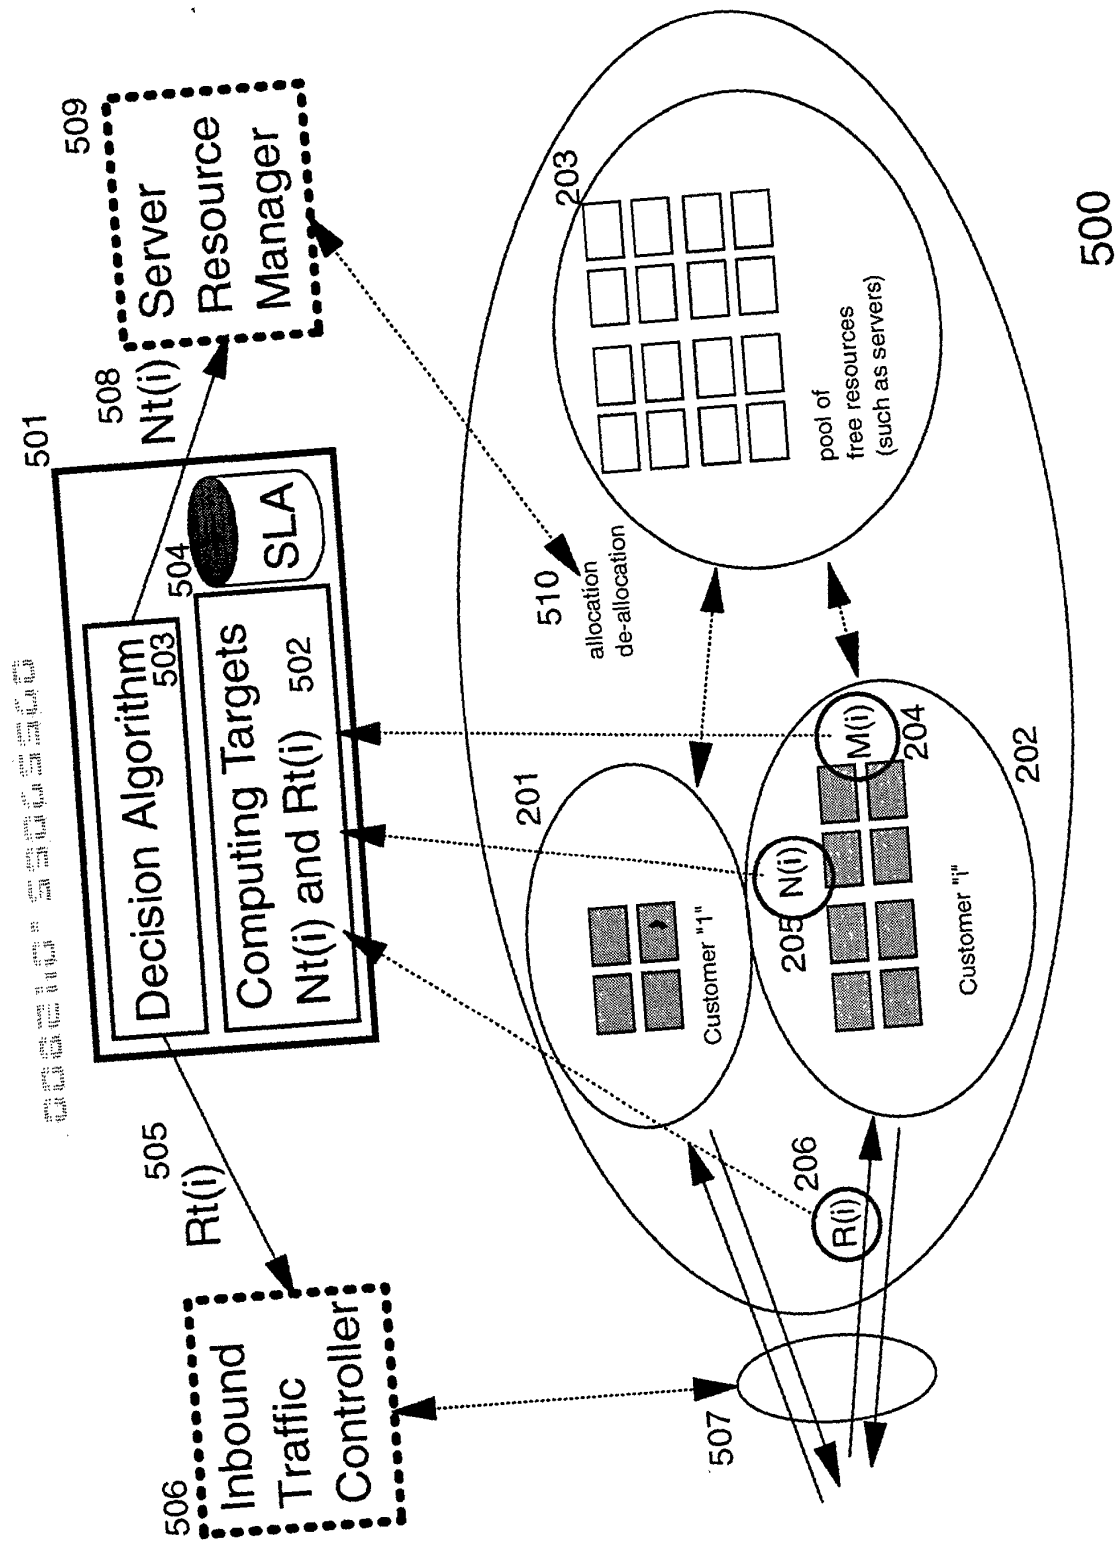 501
506
Inbound
Traffic
Controller
505
Rt(i)
Decision Algorithm
503
Computing Targets
Nt(i) and Rt(i)
502
504
SLA
508
Nt(i)
509
Server
Resource
Manager
507
R(i)
206
201
Customer "1"
205
N(i)
M(i)
204
Customer "i"
202
510
allocation
de-allocation
203
pool of
free resources
(such as servers)
500